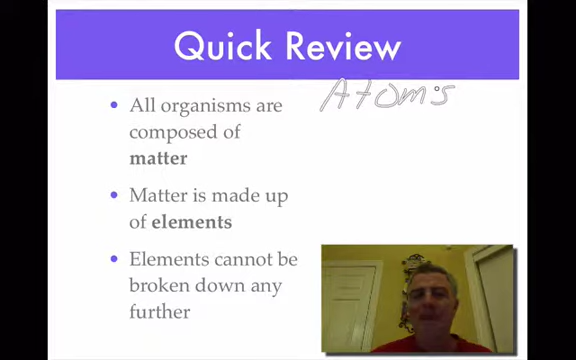 Quick Review
Atoms
• All organisms are
composed of
matter
• Matter is made up
of elements
• Elements cannot be
broken down any
further